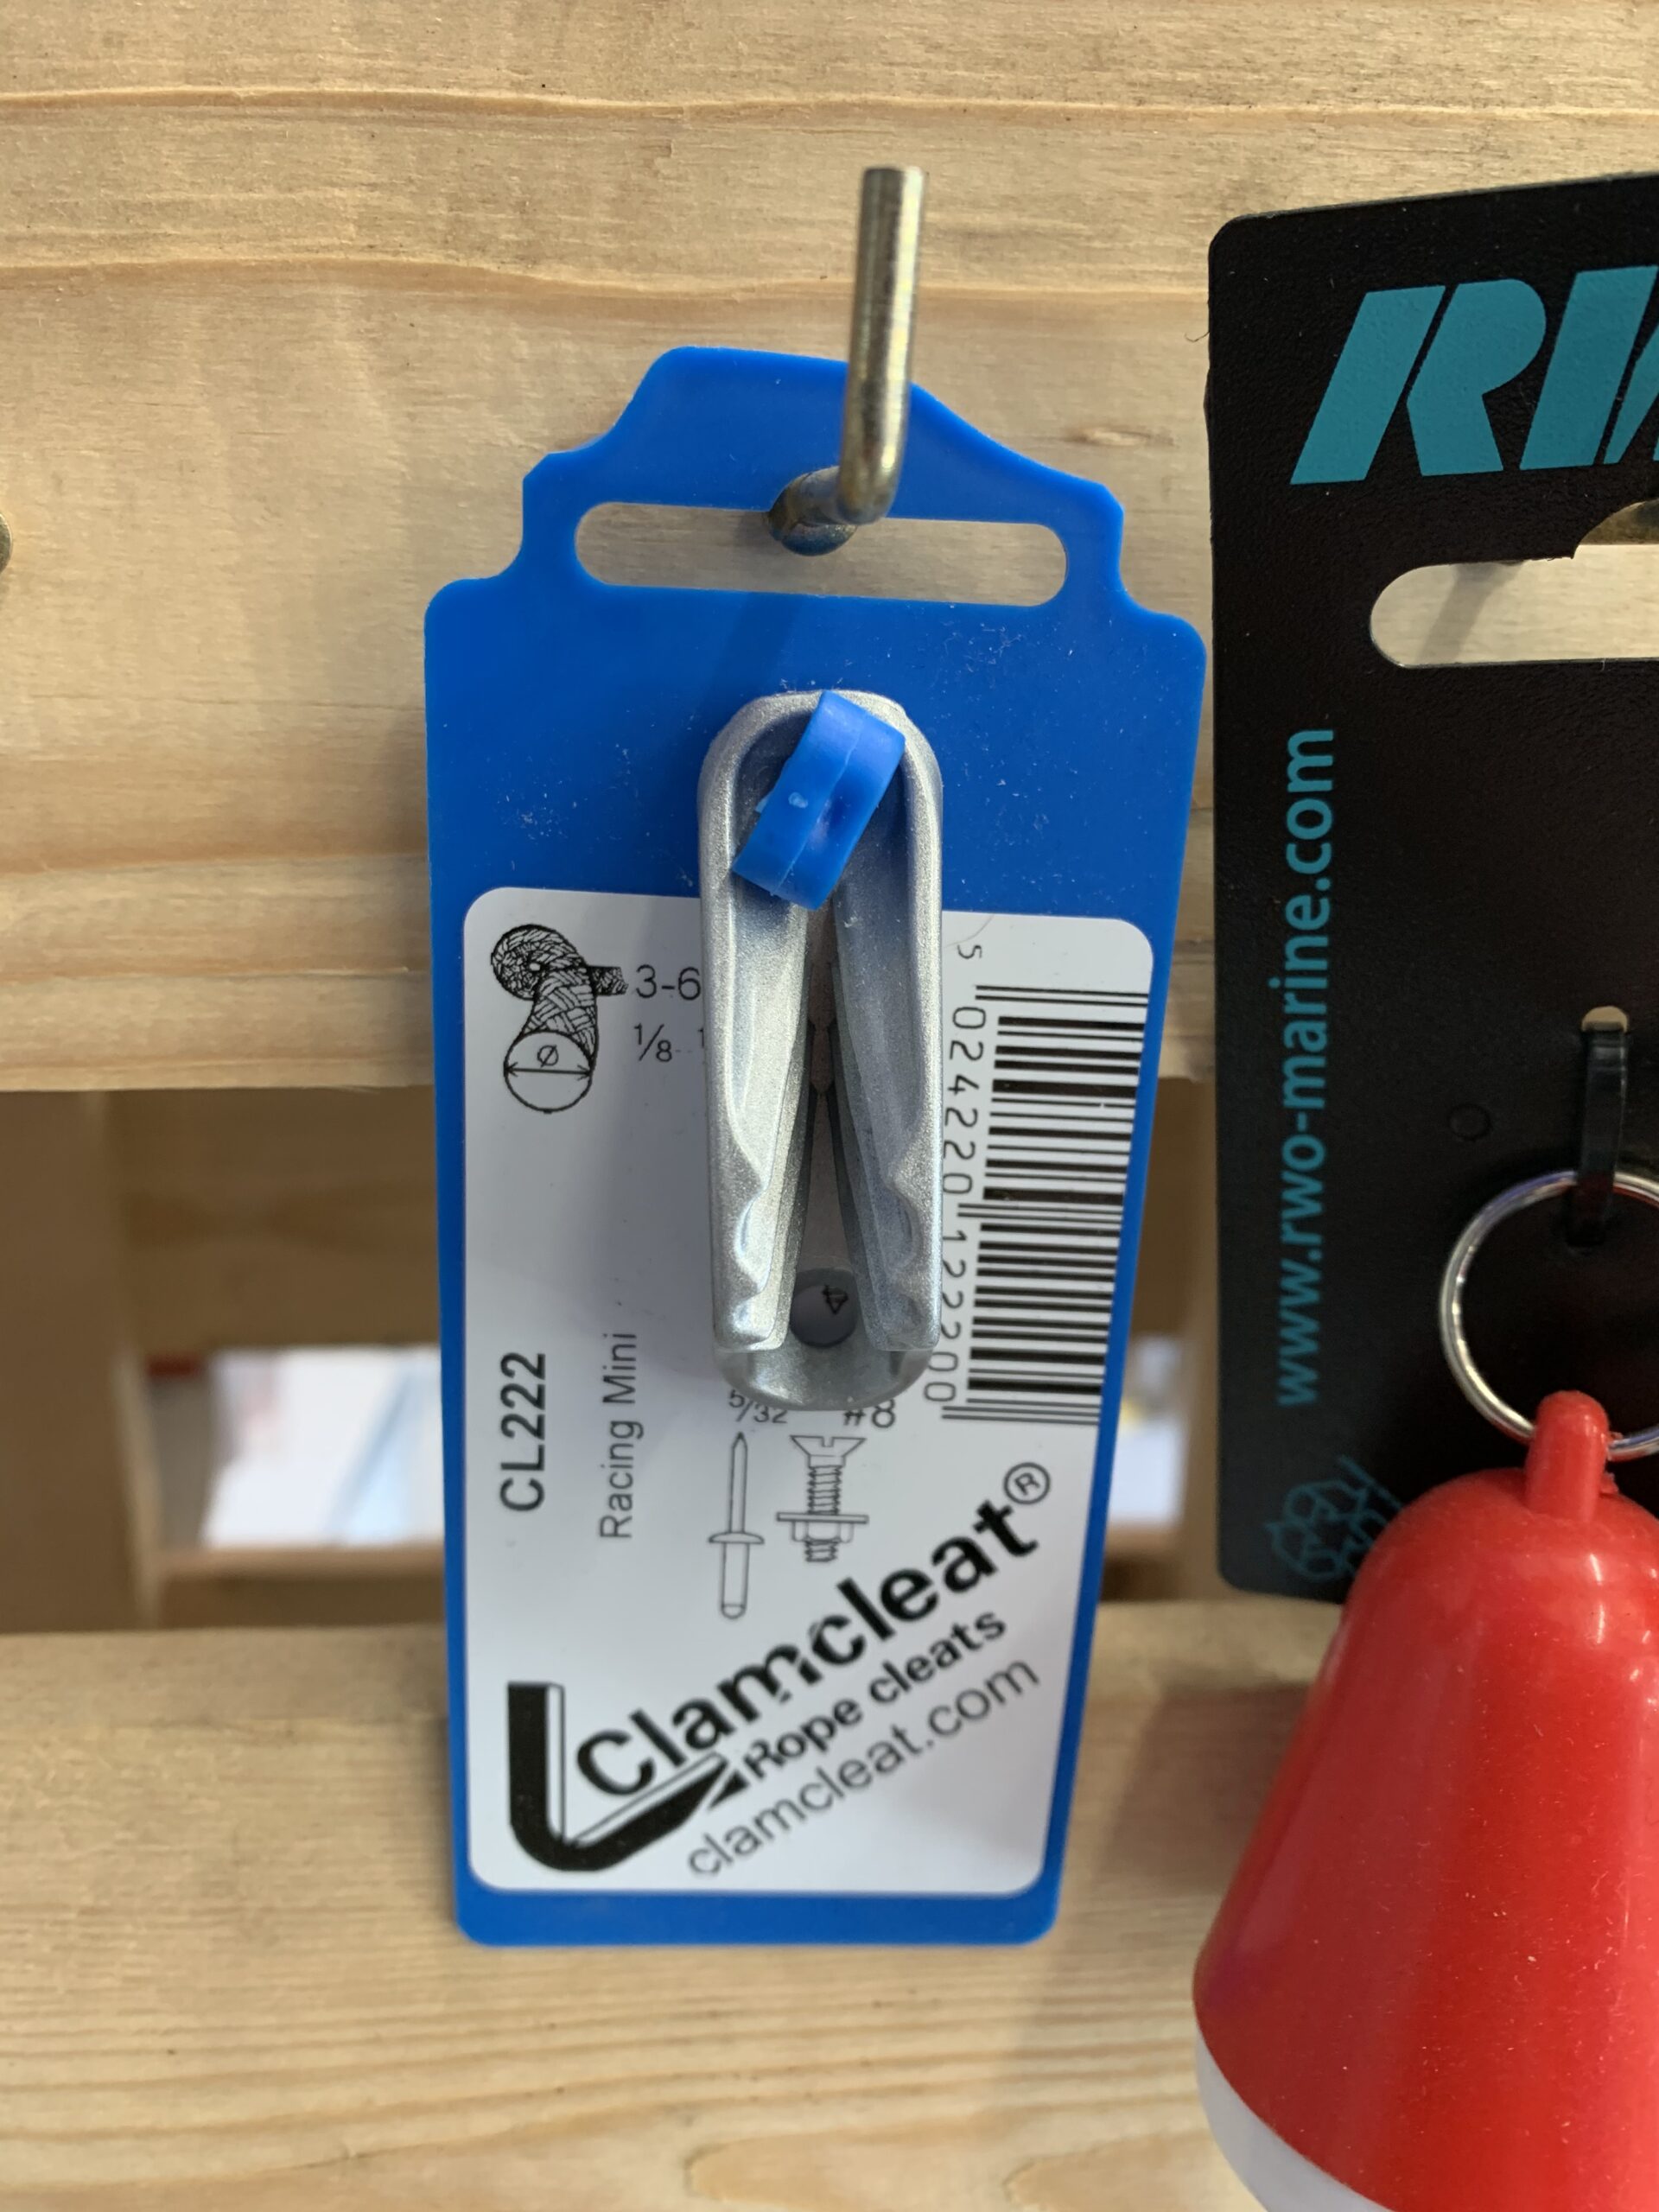 3-6
1/8
Ø
5
024220 122200
CL222
Racing Mini
5/32
#8
Clamcleat®
Rope cleats
clamcleat.com
www.rwo-marine.com